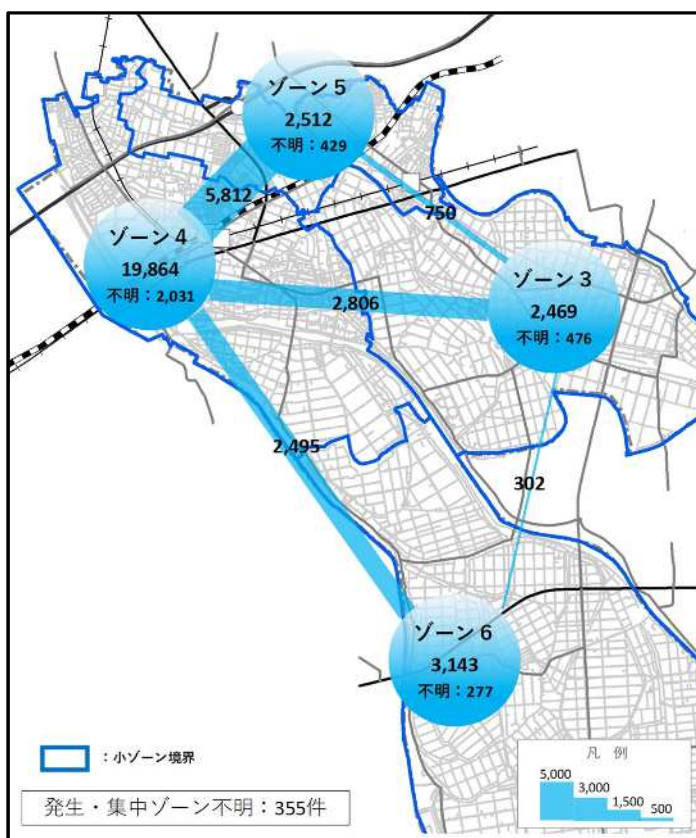 ゾーン５
2,512
不明：429
5,812
750
ゾーン４
19,864
不明：2,031
ゾーン３
2,469
不明：476
2,806
2,495
302
ゾーン６
3,143
不明：277
：小ゾーン境界
発生・集中ゾーン不明：355件
凡 例
5,000
3,000
1,500
500